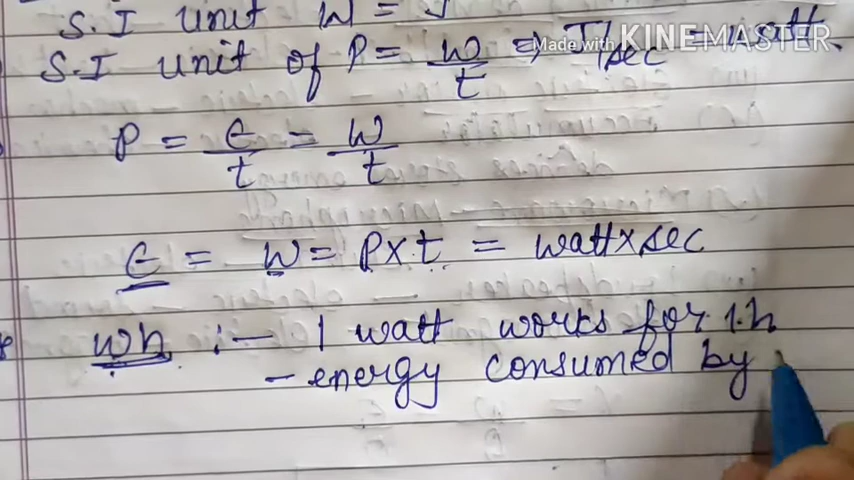 S.I unit W = J
S.I unit of P = w/t ⇒ J/sec = watt.
Made with KINEMASTER
P = E/t = W/t
E = W = P×t = watt×sec
wh :- 1 watt works for 1.h
- energy consumed by